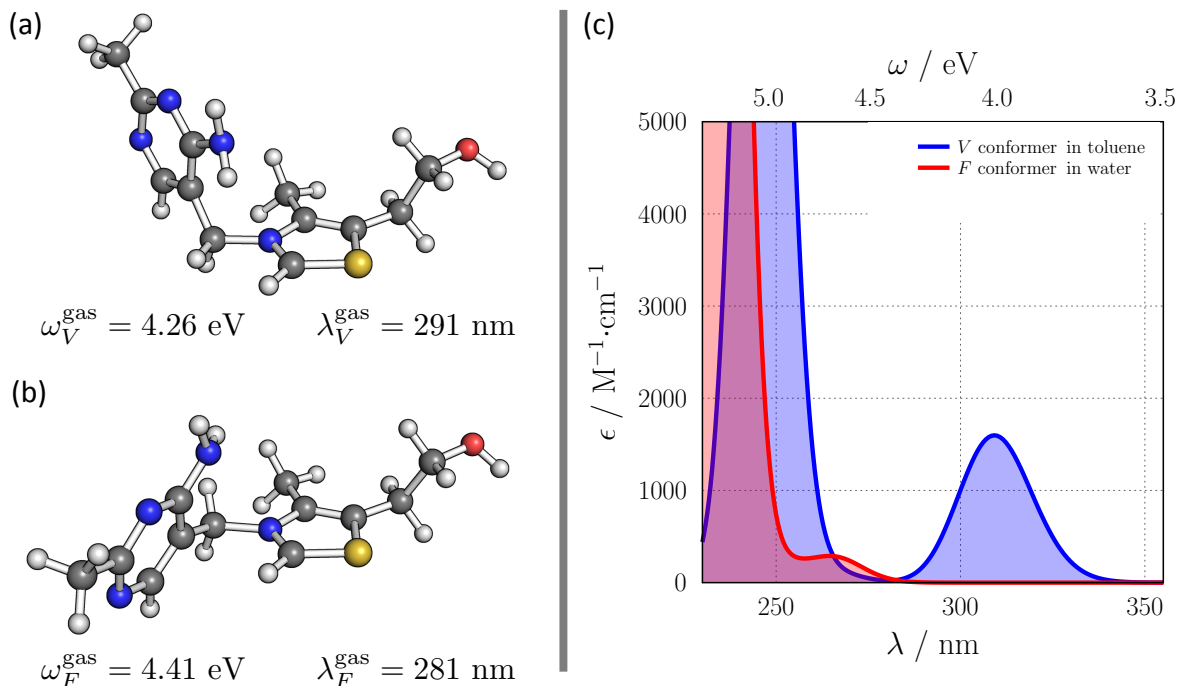 (a)
ω_V^gas = 4.26 eV λ_V^gas = 291 nm
(b)
ω_F^gas = 4.41 eV λ_F^gas = 281 nm
(c)
ω / eV
5.0 4.5 4.0 3.5
V conformer in toluene
F conformer in water
ϵ / M⁻¹·cm⁻¹
5000
4000
3000
2000
1000
0
250 300 350
λ / nm